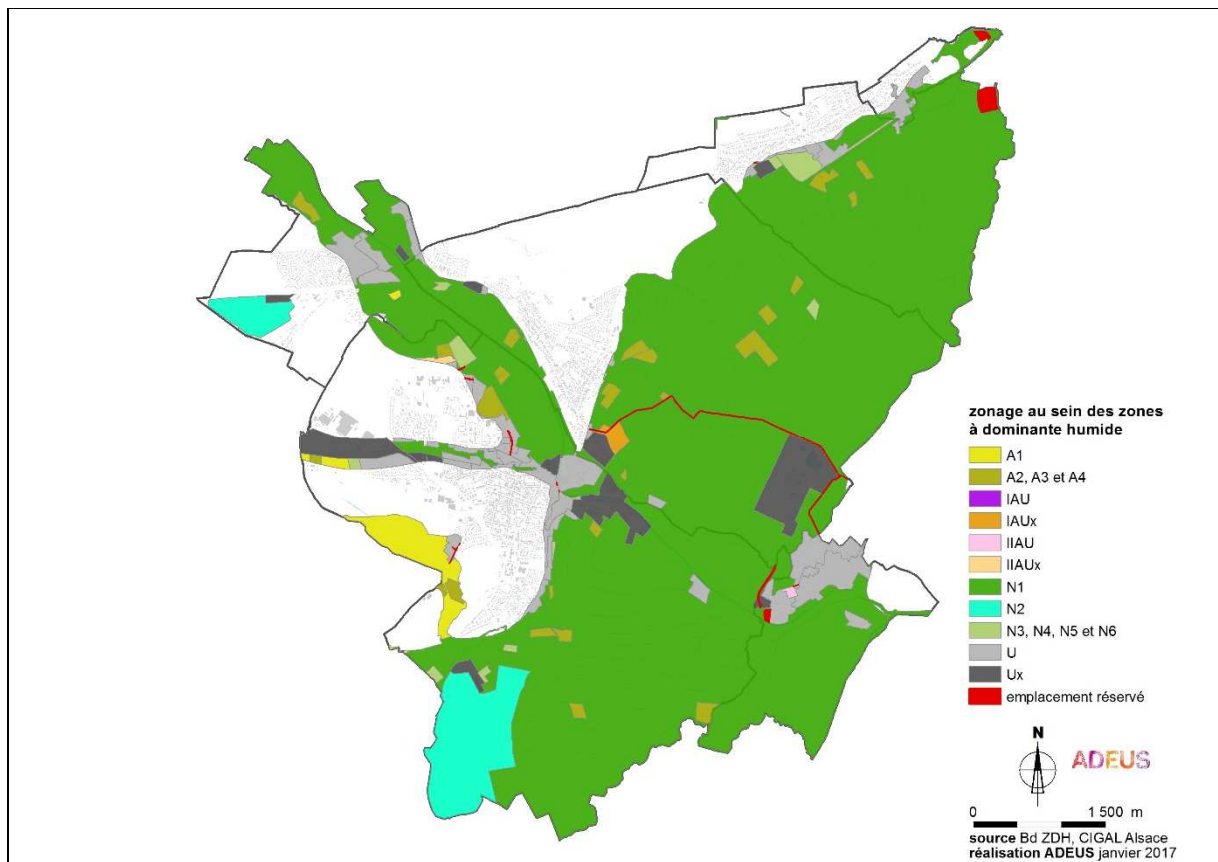 zonage au sein des zones
à dominante humide
A1
A2, A3 et A4
IAU
IAUx
IIAU
IIAUx
N1
N2
N3, N4, N5 et N6
U
Ux
emplacement réservé
N
ADEUS
0 1 500 m
source Bd ZDH, CIGAL Alsace
réalisation ADEUS janvier 2017